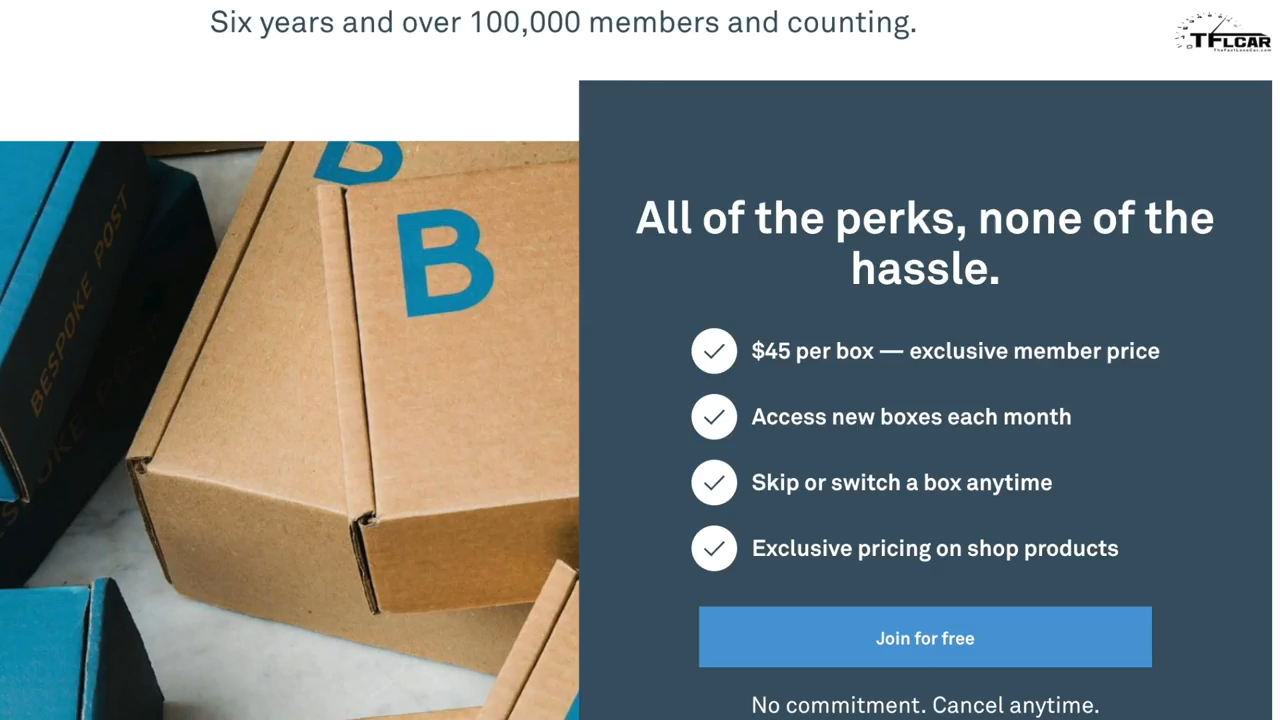 Six years and over 100,000 members and counting.
TFLCAR
TheFastLaneCar.com
B
B
BESPOKE POST
All of the perks, none of the
hassle.
$45 per box — exclusive member price
Access new boxes each month
Skip or switch a box anytime
Exclusive pricing on shop products
Join for free
No commitment. Cancel anytime.